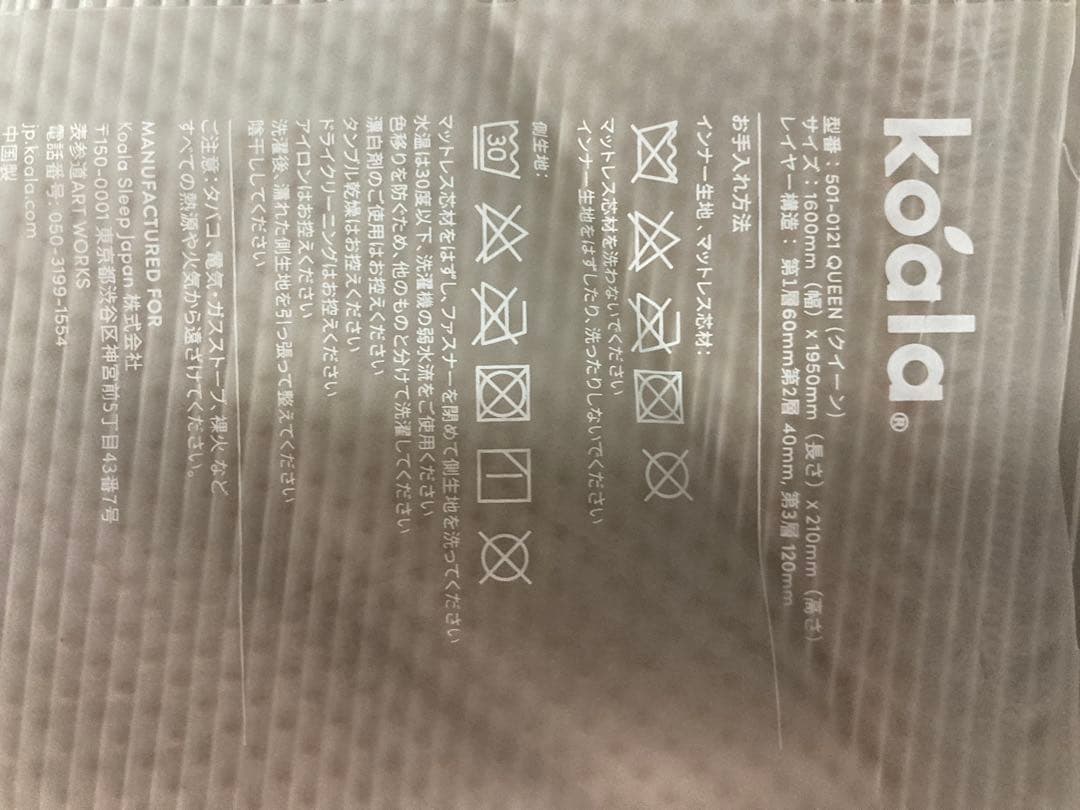 koala®
型番：501-0121 QUEEN (クイーン)
サイズ：1600mm（幅）x 1950mm（長さ）x 210mm（高さ）
レイヤー構造：第1層60mm第2層 40mm, 第3層 120mm
お手入れ方法
インナー生地、マットレス芯材：
マットレス芯材を洗わないでください
インナー生地をはずしたり、洗ったりしないでください
側生地：
30
マットレス芯材をはずし、ファスナーを閉めて側生地を洗ってください
水温は30度以下、洗濯機の弱水流をご使用ください
色移りを防ぐため、他のものと分けて洗濯してください
漂白剤のご使用はお控えください
タンブル乾燥はお控えください
ドライクリーニングはお控えください
アイロンはお控えください
洗濯後、濡れた側生地を引っ張って整えてください
陰干ししてください
ご注意・タバコ、電気・ガスストーブ、裸火 など
すべての熱源や火気から遠ざけてください。
MANUFACTURED FOR
Koala Sleep Japan 株式会社
〒150-0001 東京都渋谷区神宮前5丁目43番7号
表参道ART WORKS
電話番号：050-3199-1554
jp.koala.com
中国製